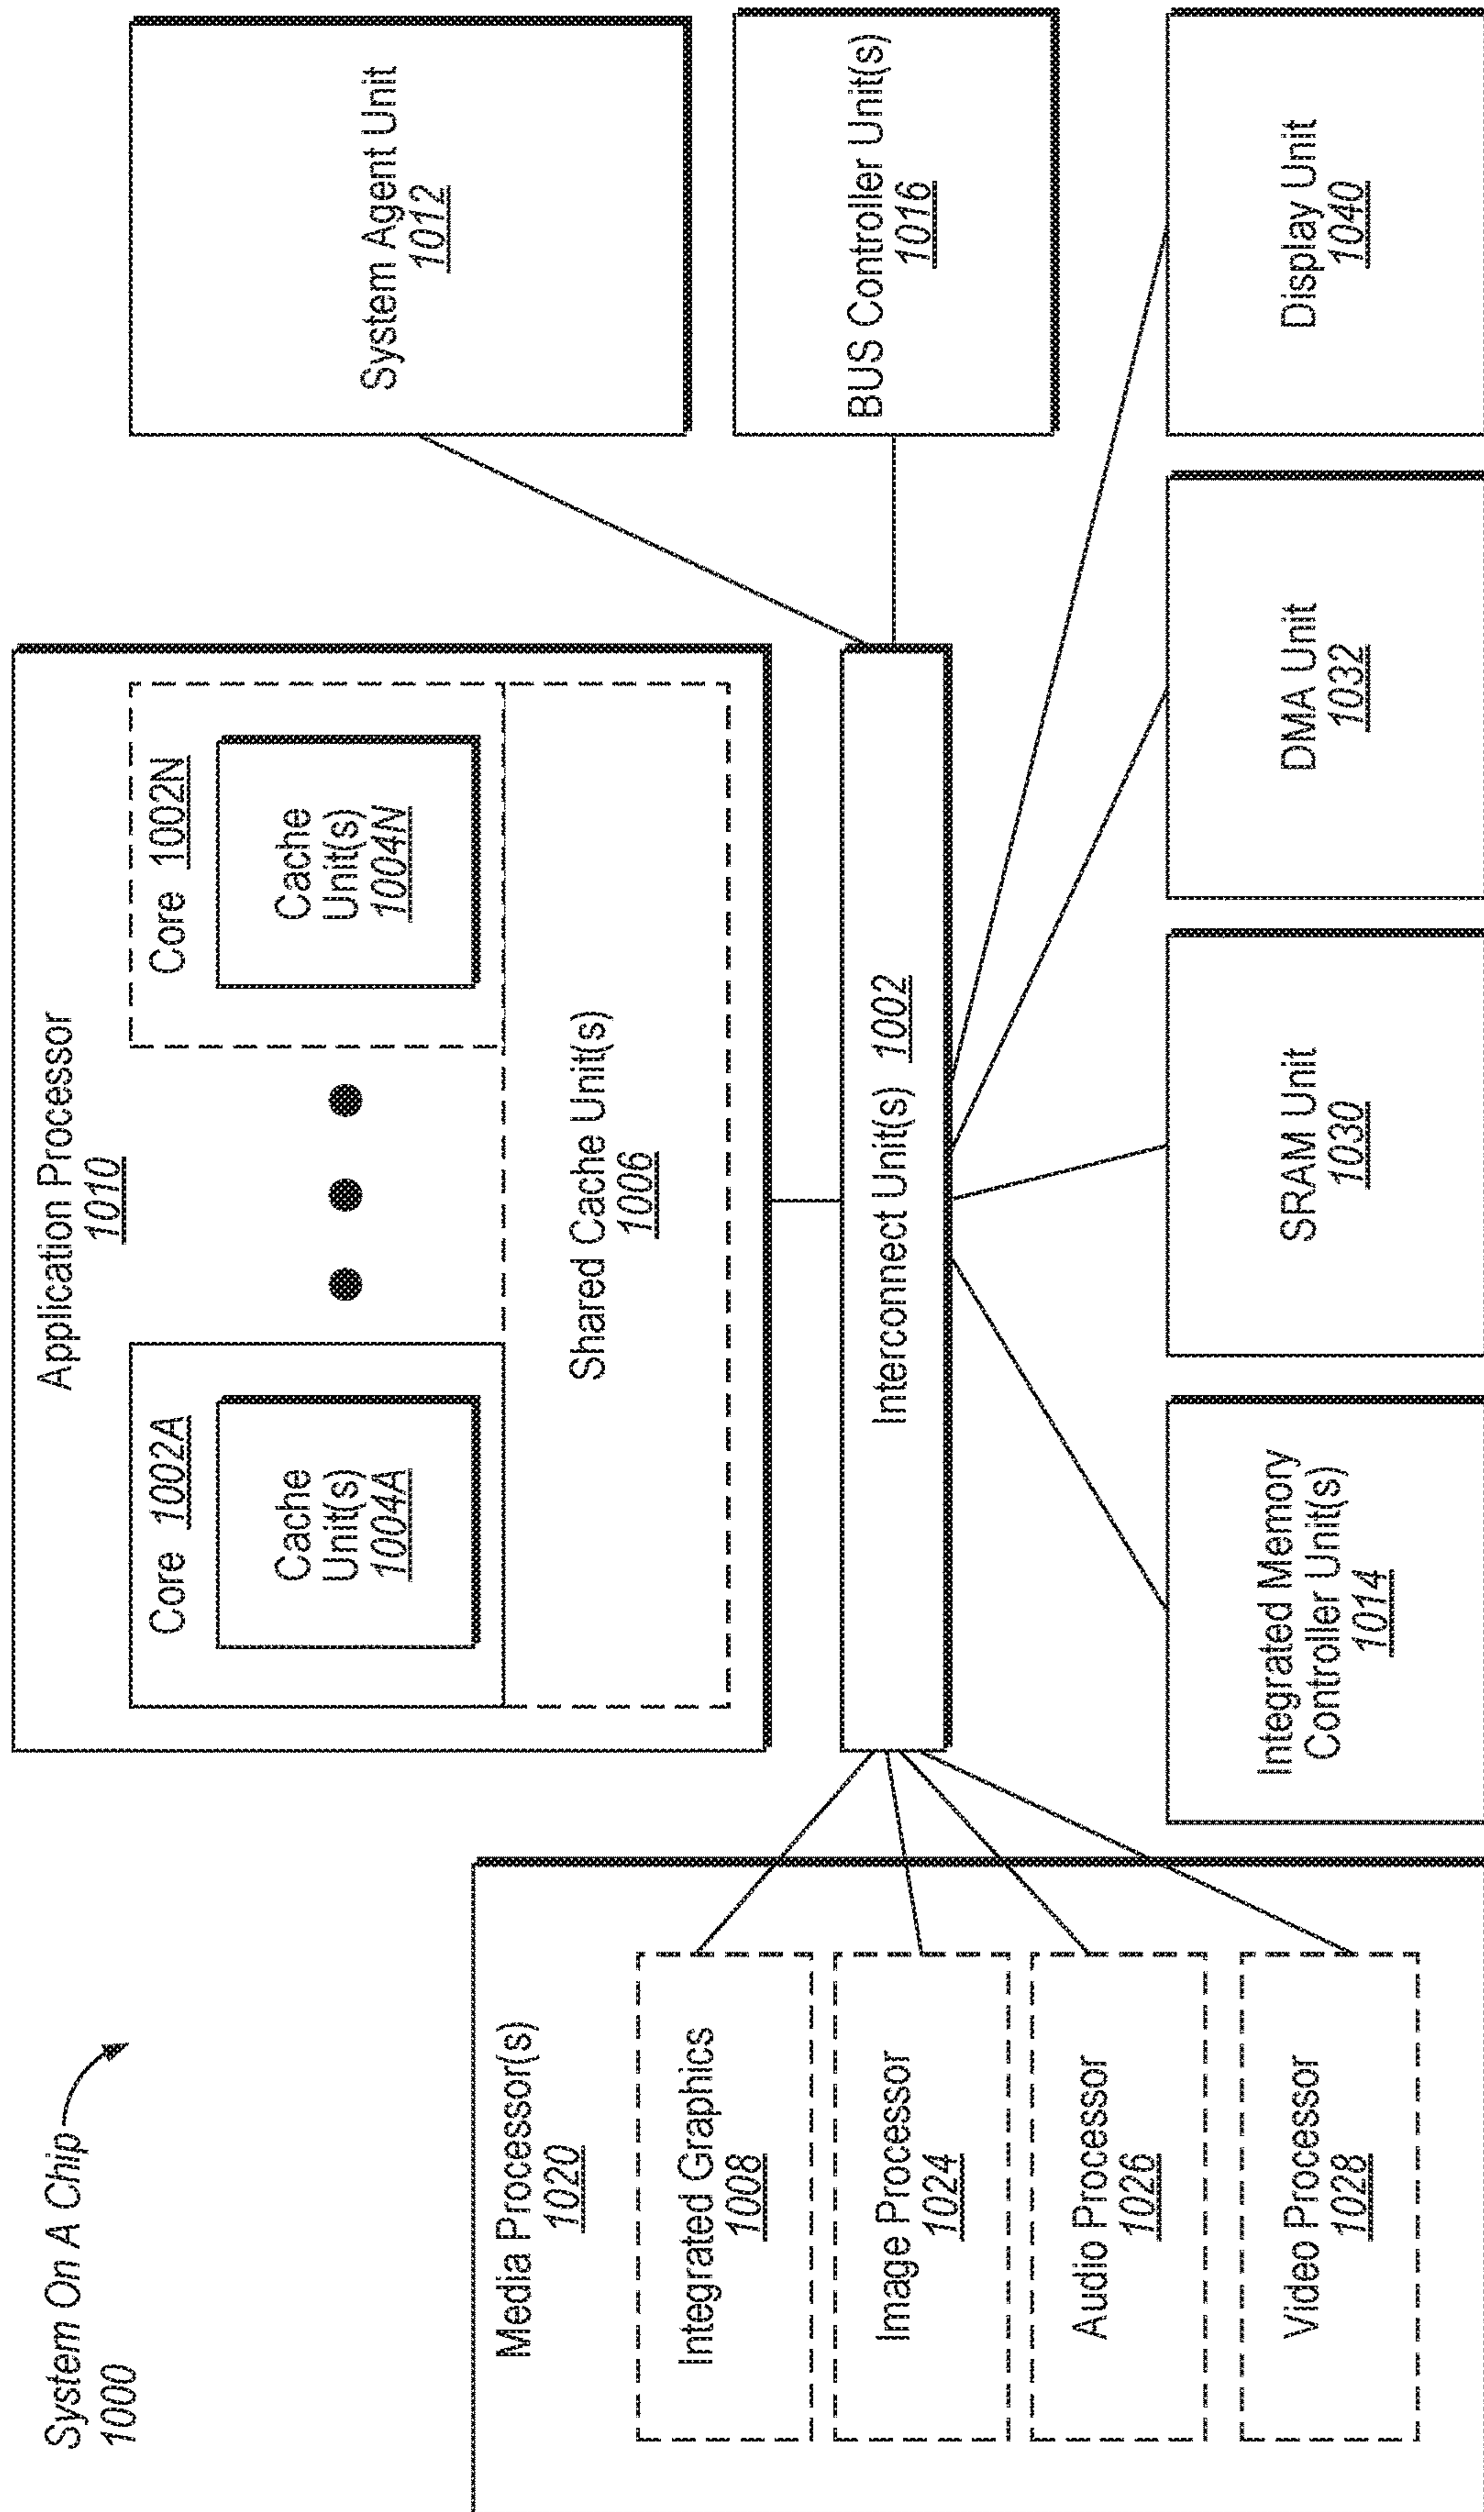 System On A Chip
1000
Application Processor
1010
Core 1002A
Cache
Unit(s)
1004A
Core 1002N
Cache
Unit(s)
1004N
Shared Cache Unit(s)
1006
System Agent Unit
1012
Media Processor(s)
1020
Integrated Graphics
1008
Image Processor
1024
Audio Processor
1026
Video Processor
1028
Interconnect Unit(s) 1002
BUS Controller Unit(s)
1016
Integrated Memory
Controller Unit(s)
1014
SRAM Unit
1030
DMA Unit
1032
Display Unit
1040